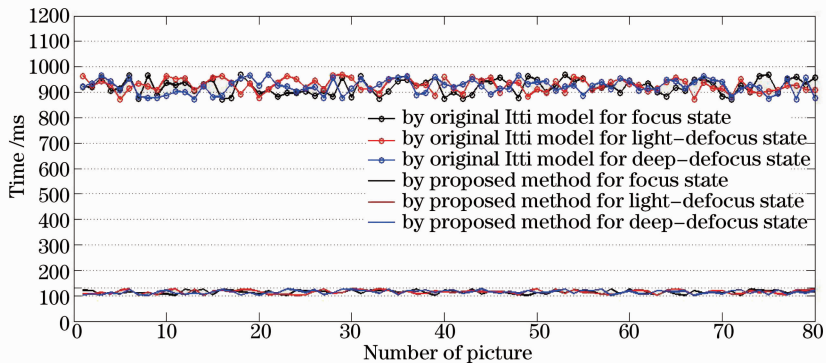 1200
1100
1000
900
800
700
600
500
400
300
200
100
0
Time /ms
by original Itti model for focus state
by original Itti model for light-defocus state
by original Itti model for deep-defocus state
by proposed method for focus state
by proposed method for light-defocus state
by proposed method for deep-defocus state
0 10 20 30 40 50 60 70 80
Number of picture